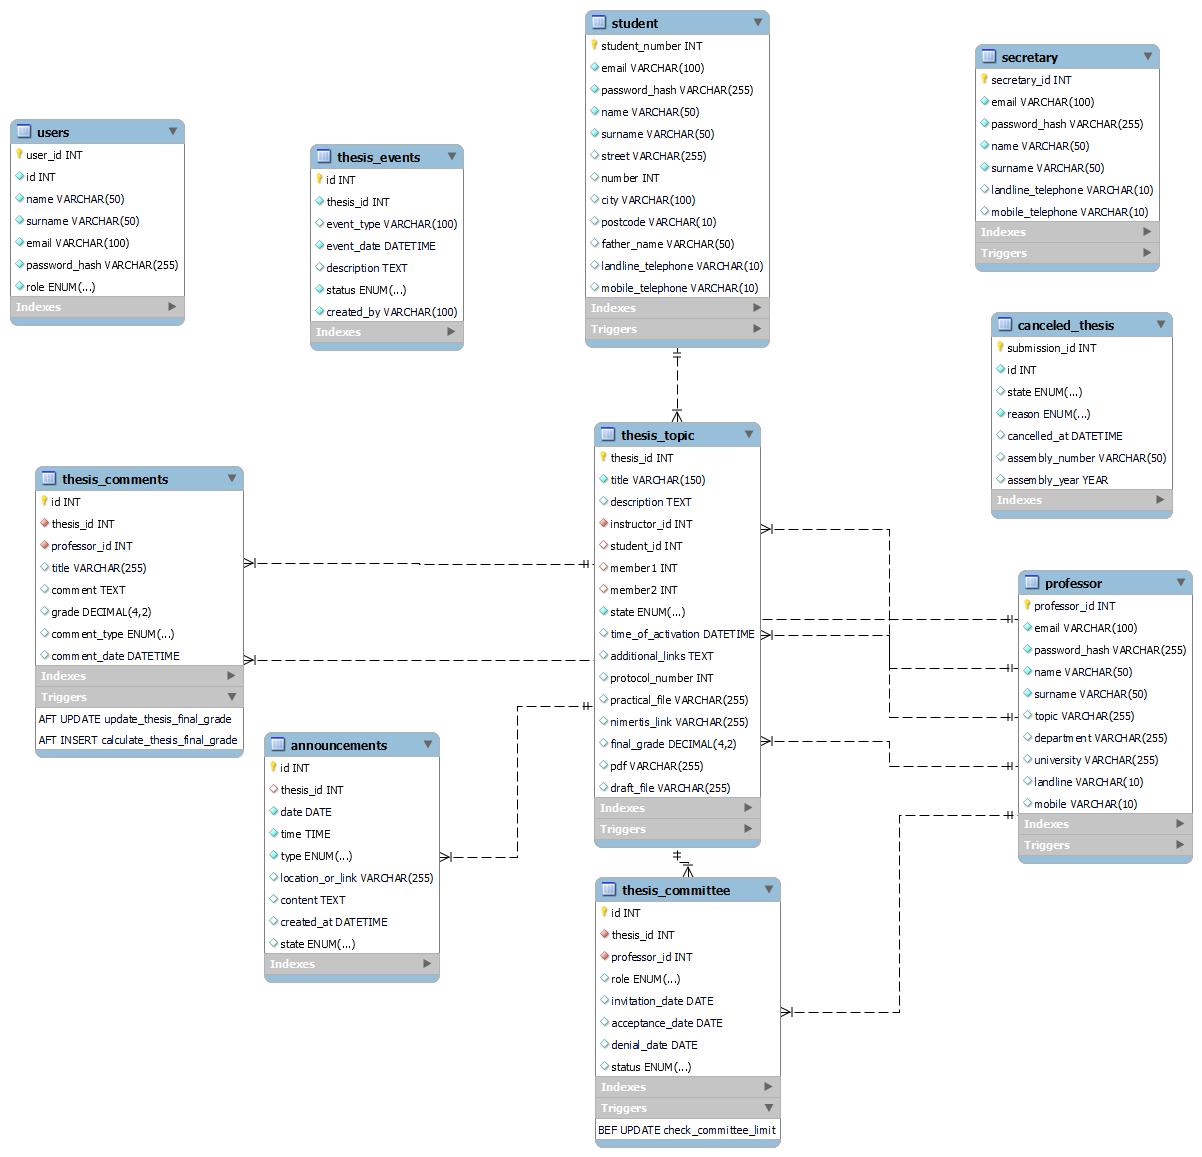 student
student_number INT
email VARCHAR(100)
password_hash VARCHAR(255)
name VARCHAR(50)
surname VARCHAR(50)
street VARCHAR(255)
number INT
city VARCHAR(100)
postcode VARCHAR(10)
father_name VARCHAR(50)
landline_telephone VARCHAR(10)
mobile_telephone VARCHAR(10)
Indexes
Triggers
secretary
secretary_id INT
email VARCHAR(100)
password_hash VARCHAR(255)
name VARCHAR(50)
surname VARCHAR(50)
landline_telephone VARCHAR(10)
mobile_telephone VARCHAR(10)
Indexes
Triggers
users
user_id INT
id INT
name VARCHAR(50)
surname VARCHAR(50)
email VARCHAR(100)
password_hash VARCHAR(255)
role ENUM(...)
Indexes
thesis_events
id INT
thesis_id INT
event_type VARCHAR(100)
event_date DATETIME
description TEXT
status ENUM(...)
created_by VARCHAR(100)
Indexes
canceled_thesis
submission_id INT
id INT
state ENUM(...)
reason ENUM(...)
cancelled_at DATETIME
assembly_number VARCHAR(50)
assembly_year YEAR
Indexes
thesis_topic
thesis_id INT
title VARCHAR(150)
description TEXT
instructor_id INT
student_id INT
member1 INT
member2 INT
state ENUM(...)
time_of_activation DATETIME
additional_links TEXT
protocol_number INT
practical_file VARCHAR(255)
nimertis_link VARCHAR(255)
final_grade DECIMAL(4,2)
pdf VARCHAR(255)
draft_file VARCHAR(255)
Indexes
Triggers
thesis_comments
id INT
thesis_id INT
professor_id INT
title VARCHAR(255)
comment TEXT
grade DECIMAL(4,2)
comment_type ENUM(...)
comment_date DATETIME
Indexes
Triggers
AFT UPDATE update_thesis_final_grade
AFT INSERT calculate_thesis_final_grade
professor
professor_id INT
email VARCHAR(100)
password_hash VARCHAR(255)
name VARCHAR(50)
surname VARCHAR(50)
topic VARCHAR(255)
department VARCHAR(255)
university VARCHAR(255)
landline VARCHAR(10)
mobile VARCHAR(10)
Indexes
Triggers
announcements
id INT
thesis_id INT
date DATE
time TIME
type ENUM(...)
location_or_link VARCHAR(255)
content TEXT
created_at DATETIME
state ENUM(...)
Indexes
thesis_committee
id INT
thesis_id INT
professor_id INT
role ENUM(...)
invitation_date DATE
acceptance_date DATE
denial_date DATE
status ENUM(...)
Indexes
Triggers
BEF UPDATE check_committee_limit